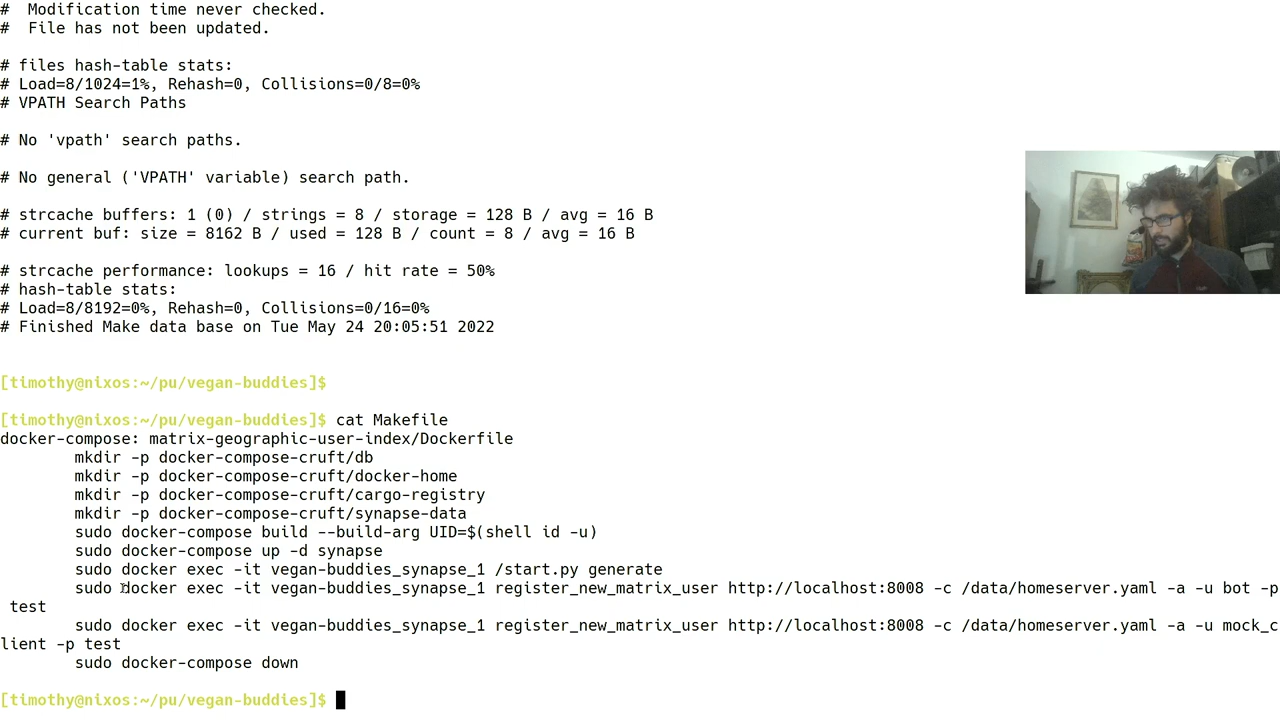 #  Modification time never checked.
#  File has not been updated.
# files hash-table stats:
# Load=8/1024=1%, Rehash=0, Collisions=0/8=0%
# VPATH Search Paths
# No 'vpath' search paths.
# No general ('VPATH' variable) search path.
# strcache buffers: 1 (0) / strings = 8 / storage = 128 B / avg = 16 B
# current buf: size = 8162 B / used = 128 B / count = 8 / avg = 16 B
# strcache performance: lookups = 16 / hit rate = 50%
# hash-table stats:
# Load=8/8192=0%, Rehash=0, Collisions=0/16=0%
# Finished Make data base on Tue May 24 20:05:51 2022
[timothy@nixos:~/pu/vegan-buddies]$
[timothy@nixos:~/pu/vegan-buddies]$ cat Makefile
docker-compose: matrix-geographic-user-index/Dockerfile
        mkdir -p docker-compose-cruft/db
        mkdir -p docker-compose-cruft/docker-home
        mkdir -p docker-compose-cruft/cargo-registry
        mkdir -p docker-compose-cruft/synapse-data
        sudo docker-compose build --build-arg UID=$(shell id -u)
        sudo docker-compose up -d synapse
        sudo docker exec -it vegan-buddies_synapse_1 /start.py generate
        sudo docker exec -it vegan-buddies_synapse_1 register_new_matrix_user http://localhost:8008 -c /data/homeserver.yaml -a -u bot -p
 test
        sudo docker exec -it vegan-buddies_synapse_1 register_new_matrix_user http://localhost:8008 -c /data/homeserver.yaml -a -u mock_c
lient -p test
        sudo docker-compose down
[timothy@nixos:~/pu/vegan-buddies]$